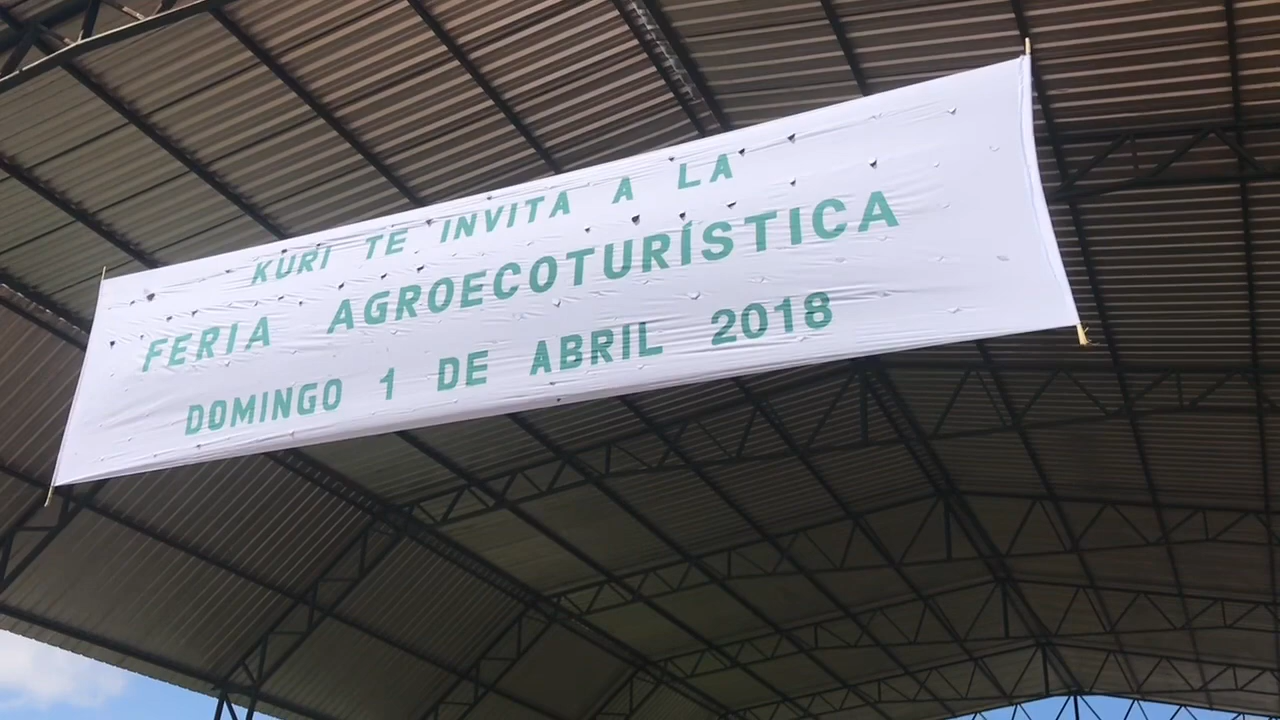 KURI TE INVITA A LA
FERIA AGROECOTURÍSTICA
DOMINGO 1 DE ABRIL 2018